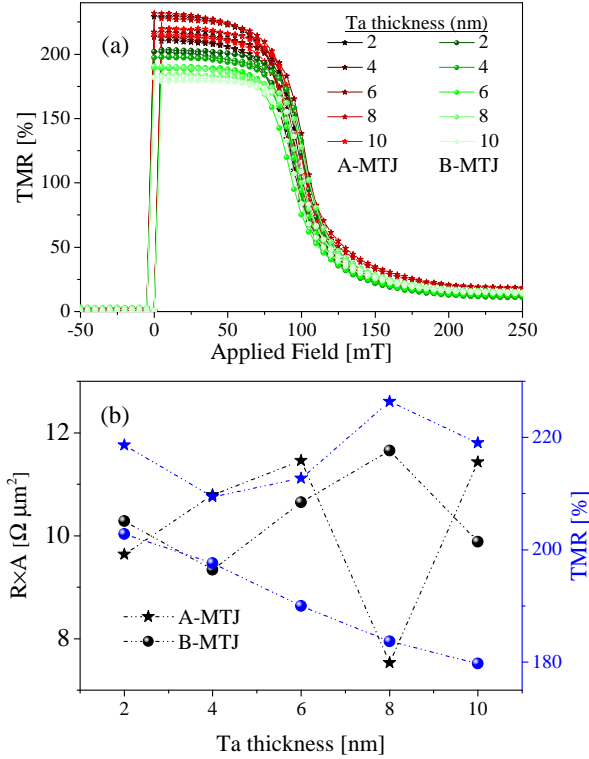 (a)
Ta thickness (nm)
2 2
4 4
6 6
8 8
10 10
A-MTJ B-MTJ
TMR [%]
200
150
100
50
0
-50 0 50 100 150 200 250
Applied Field [mT]
(b)
R×A [Ω μm²]
12
10
8
A-MTJ
B-MTJ
TMR [%]
220
200
180
2 4 6 8 10
Ta thickness [nm]